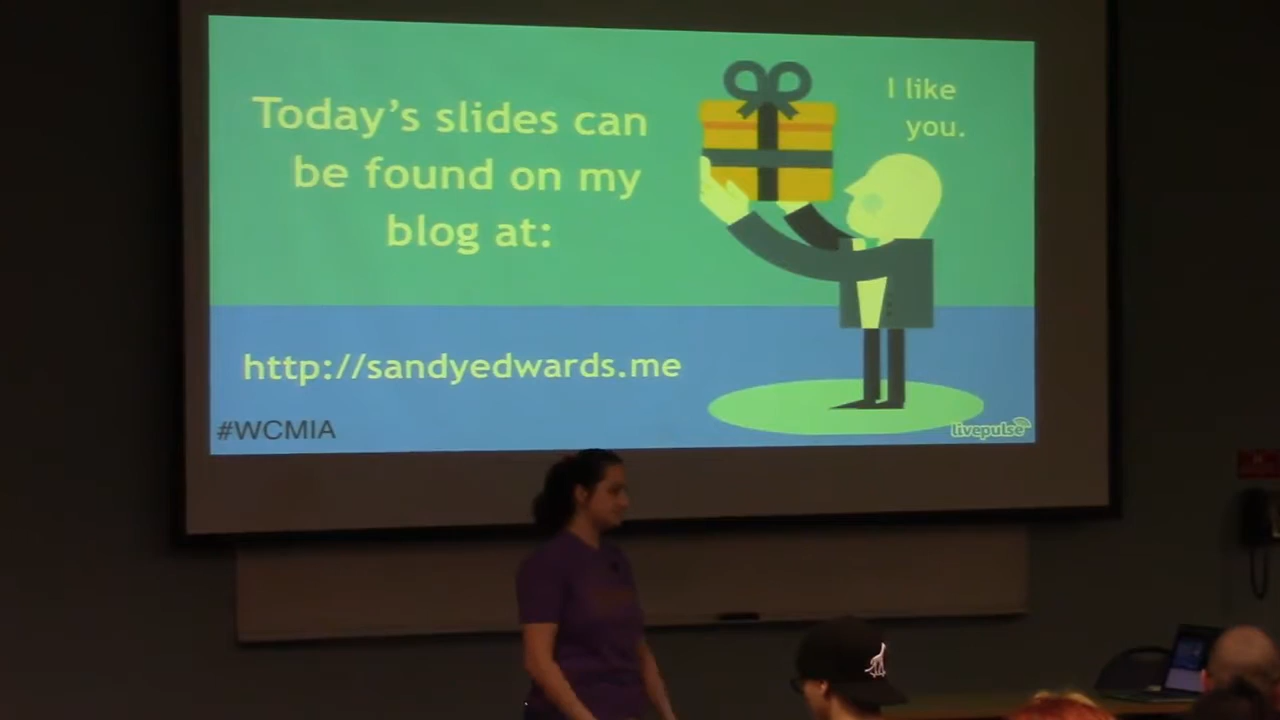 Today's slides can
be found on my
blog at:
I like
you.
http://sandyedwards.me
#WCMIA
livepulse